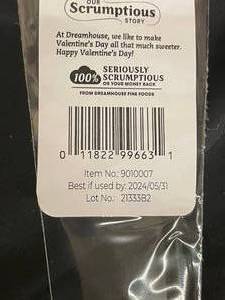 OUR
Scrumptious
STORY
At Dreamhouse, we like to make
Valentine's Day all that much sweeter.
Happy Valentine's Day!
100%
SERIOUSLY
SCRUMPTIOUS
OR YOUR MONEY BACK
FROM DREAMHOUSE FINE FOODS
0 11822 99663 1
Item No.: 9010007
Best if used by: 2024/05/31
Lot No.: 21333B2